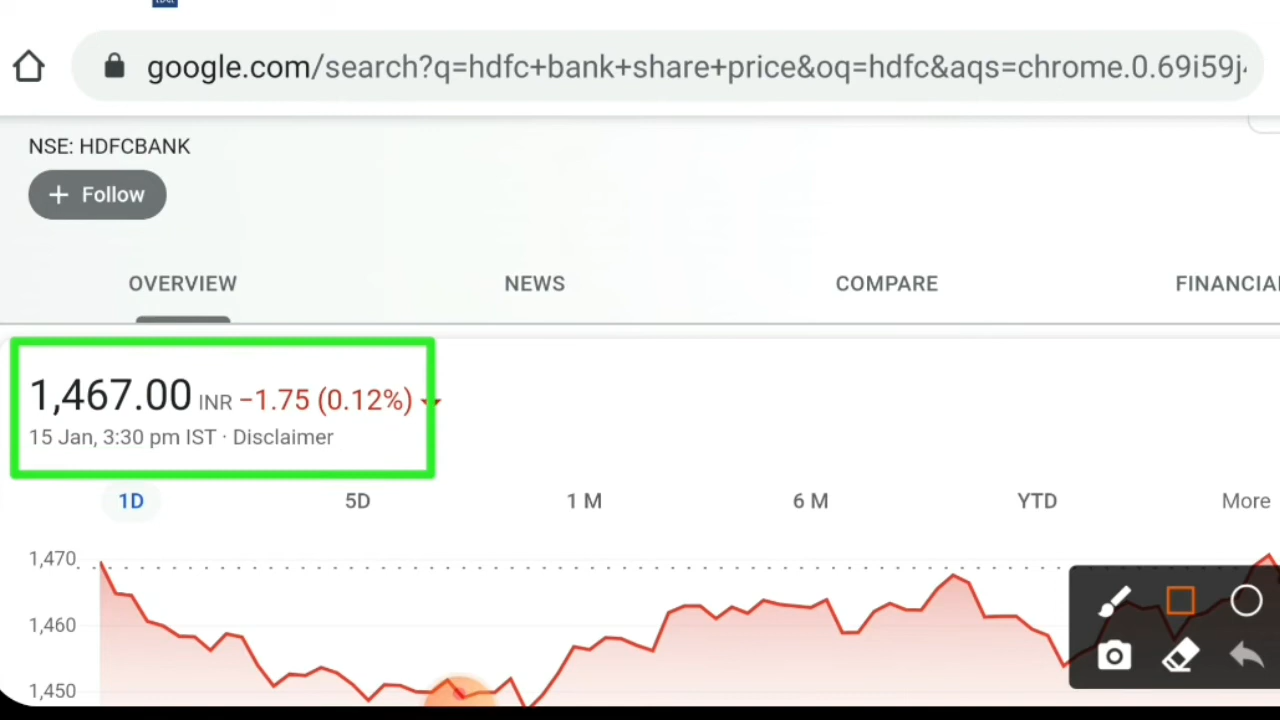 google.com/search?q=hdfc+bank+share+price&oq=hdfc&aqs=chrome.0.69i59j
NSE: HDFCBANK
+ Follow
OVERVIEW NEWS COMPARE FINANCIA
1,467.00 INR −1.75 (0.12%)
15 Jan, 3:30 pm IST · Disclaimer
1D 5D 1 M 6 M YTD More
1,470
1,460
1,450